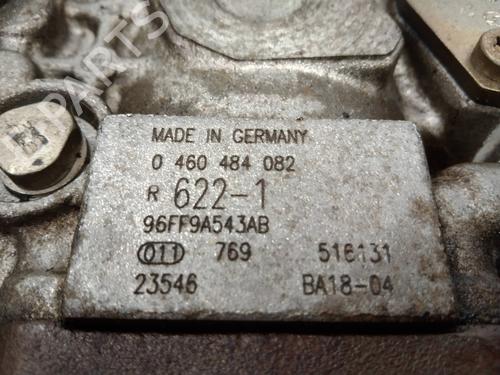 MADE IN GERMANY
0 460 484 082
R 622-1
96FF9A543AB
011 769 516131
23546 BA18-04